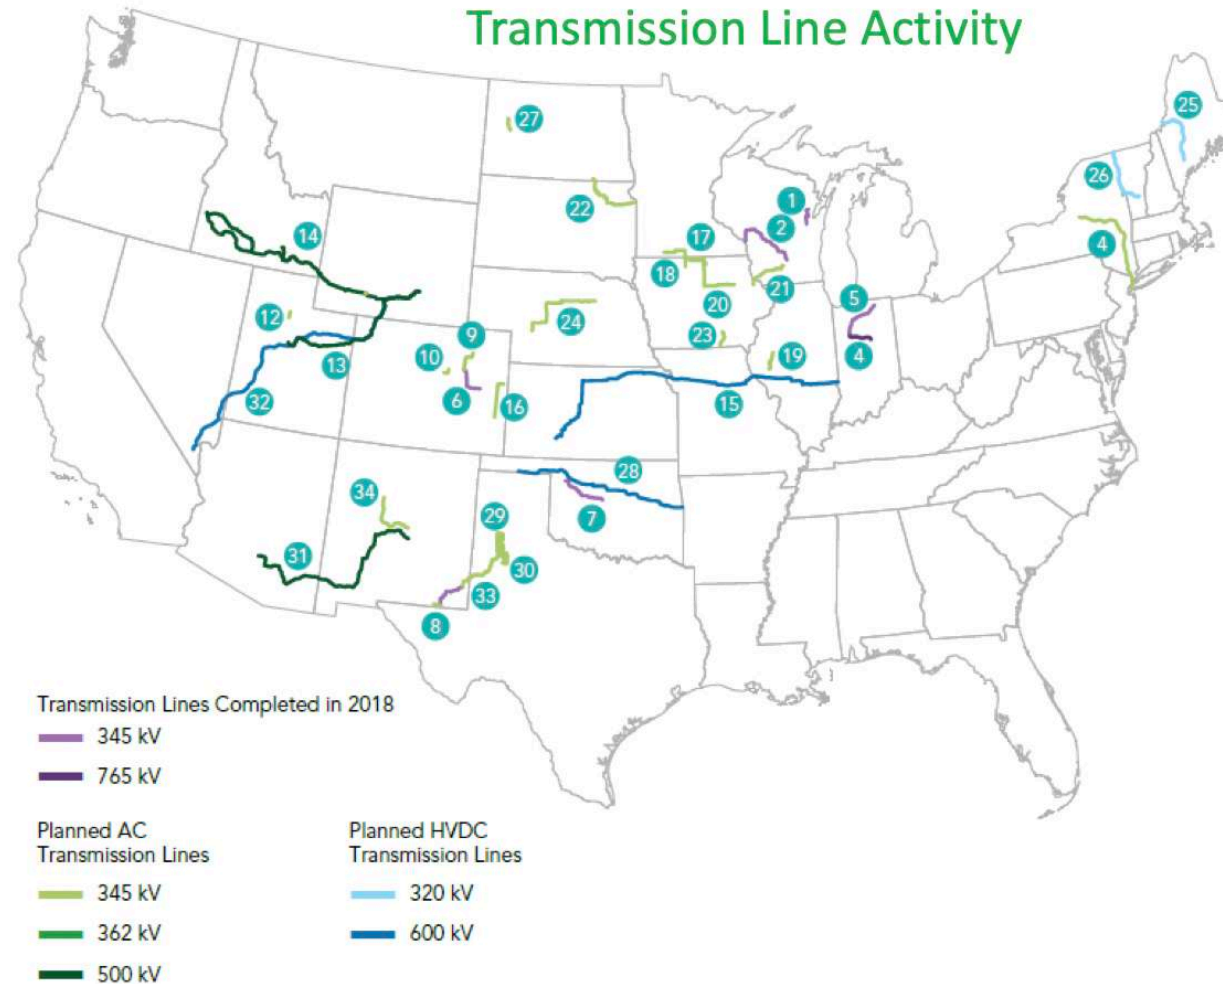 Transmission Line Activity
27
25
26
22
1
2
14
17
4
18
21
5
20
12
24
9
23
10
13
19
4
6
16
32
15
28
34
29
7
31
30
33
8
Transmission Lines Completed in 2018
345 kV
765 kV
Planned AC
Transmission Lines
345 kV
362 kV
500 kV
Planned HVDC
Transmission Lines
320 kV
600 kV